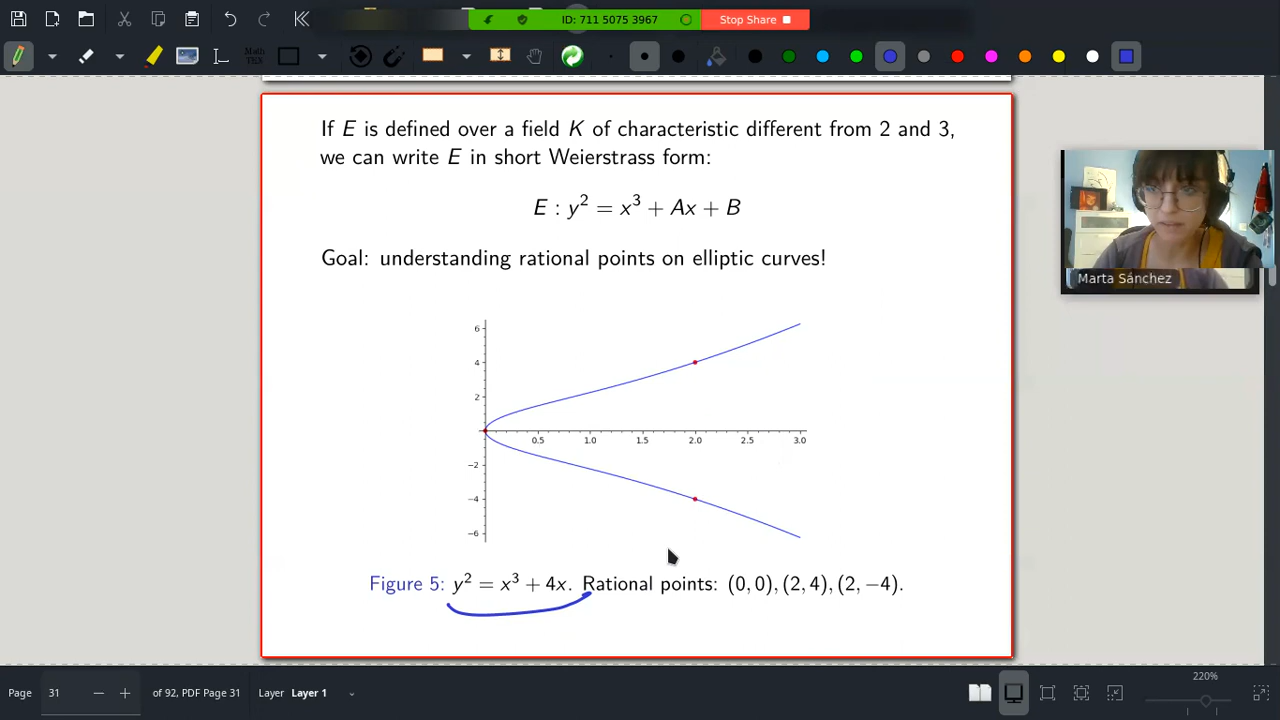 ID: 711 5075 3967
Stop Share
Math
TEX
If E is defined over a field K of characteristic different from 2 and 3,
we can write E in short Weierstrass form:
E : y² = x³ + Ax + B
Goal: understanding rational points on elliptic curves!
Marta Sánchez
6
4
2
0.5 1.0 1.5 2.0 2.5 3.0
−2
−4
−6
Figure 5: y² = x³ + 4x. Rational points: (0, 0), (2, 4), (2, −4).
Page 31 of 92, PDF Page 31 Layer Layer 1
220%